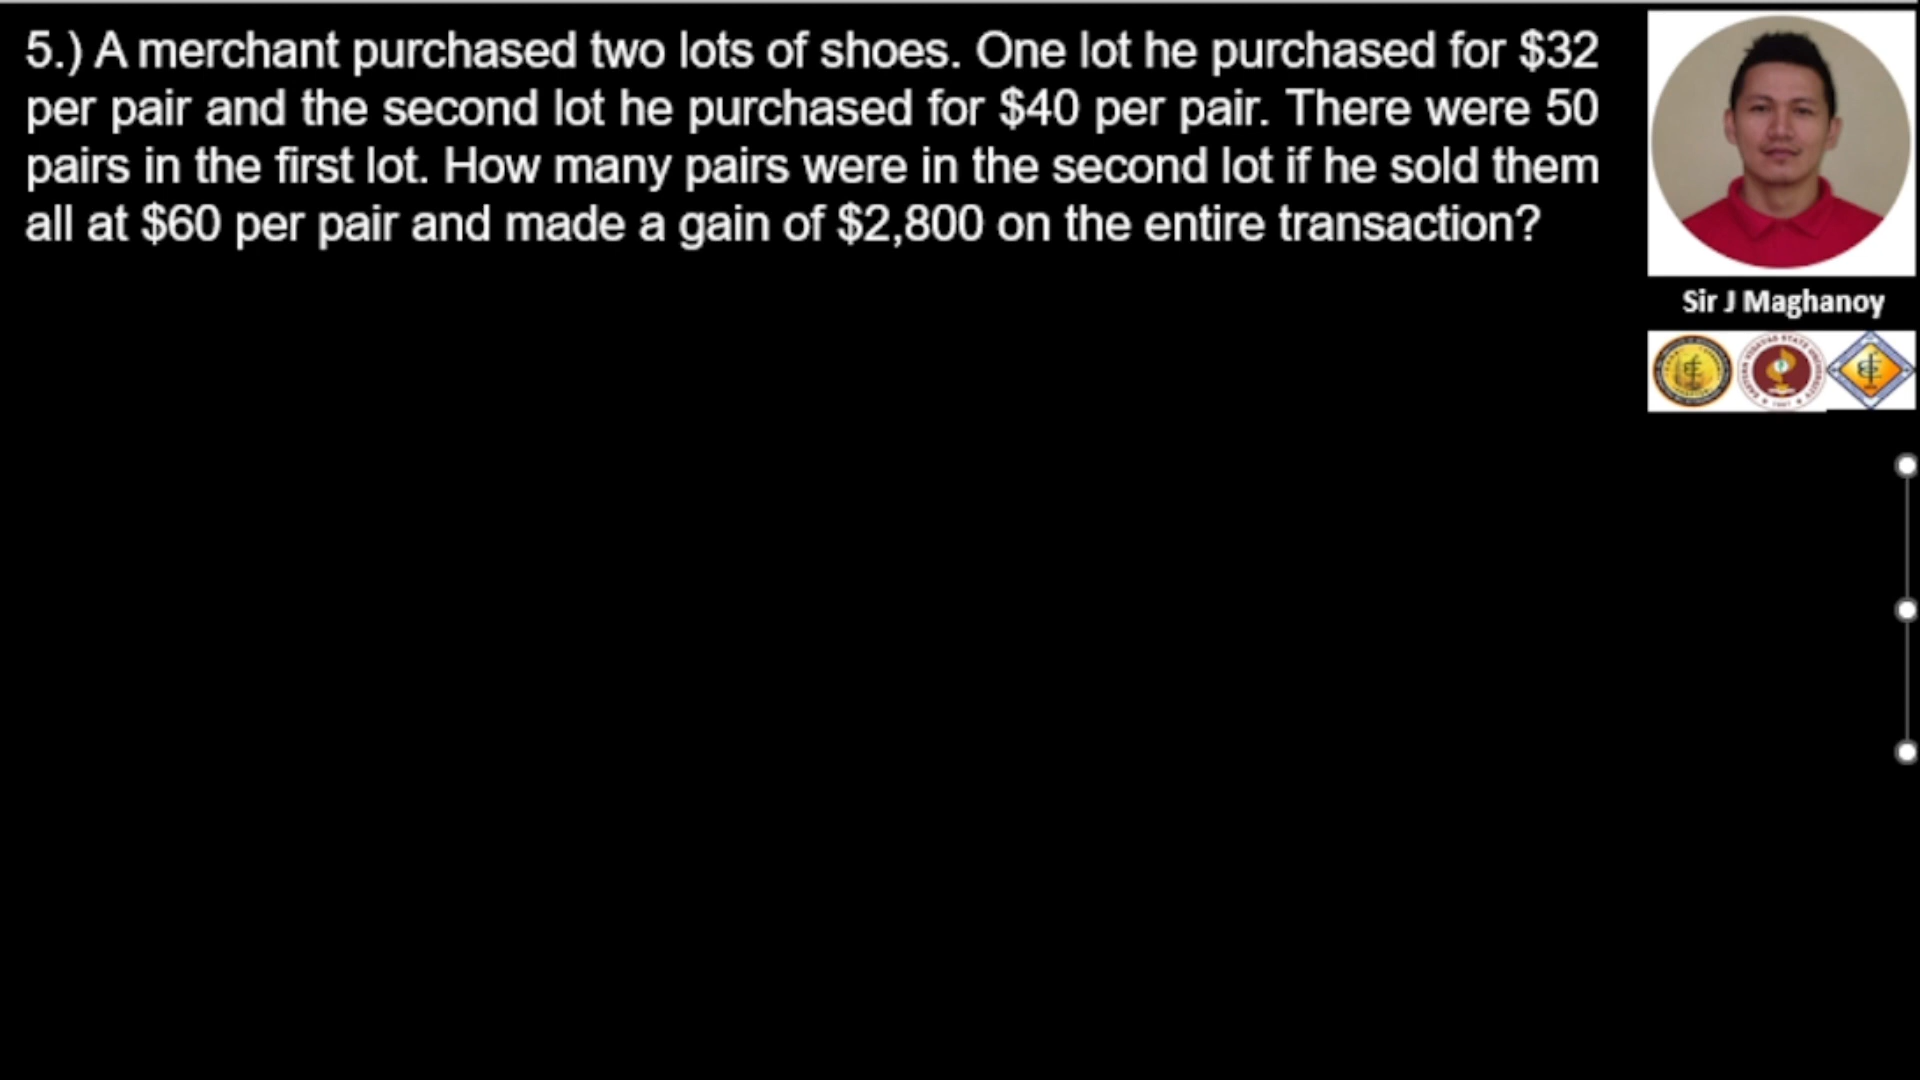 5.) A merchant purchased two lots of shoes. One lot he purchased for $32
per pair and the second lot he purchased for $40 per pair. There were 50
pairs in the first lot. How many pairs were in the second lot if he sold them
all at $60 per pair and made a gain of $2,800 on the entire transaction?
Sir J Maghanoy